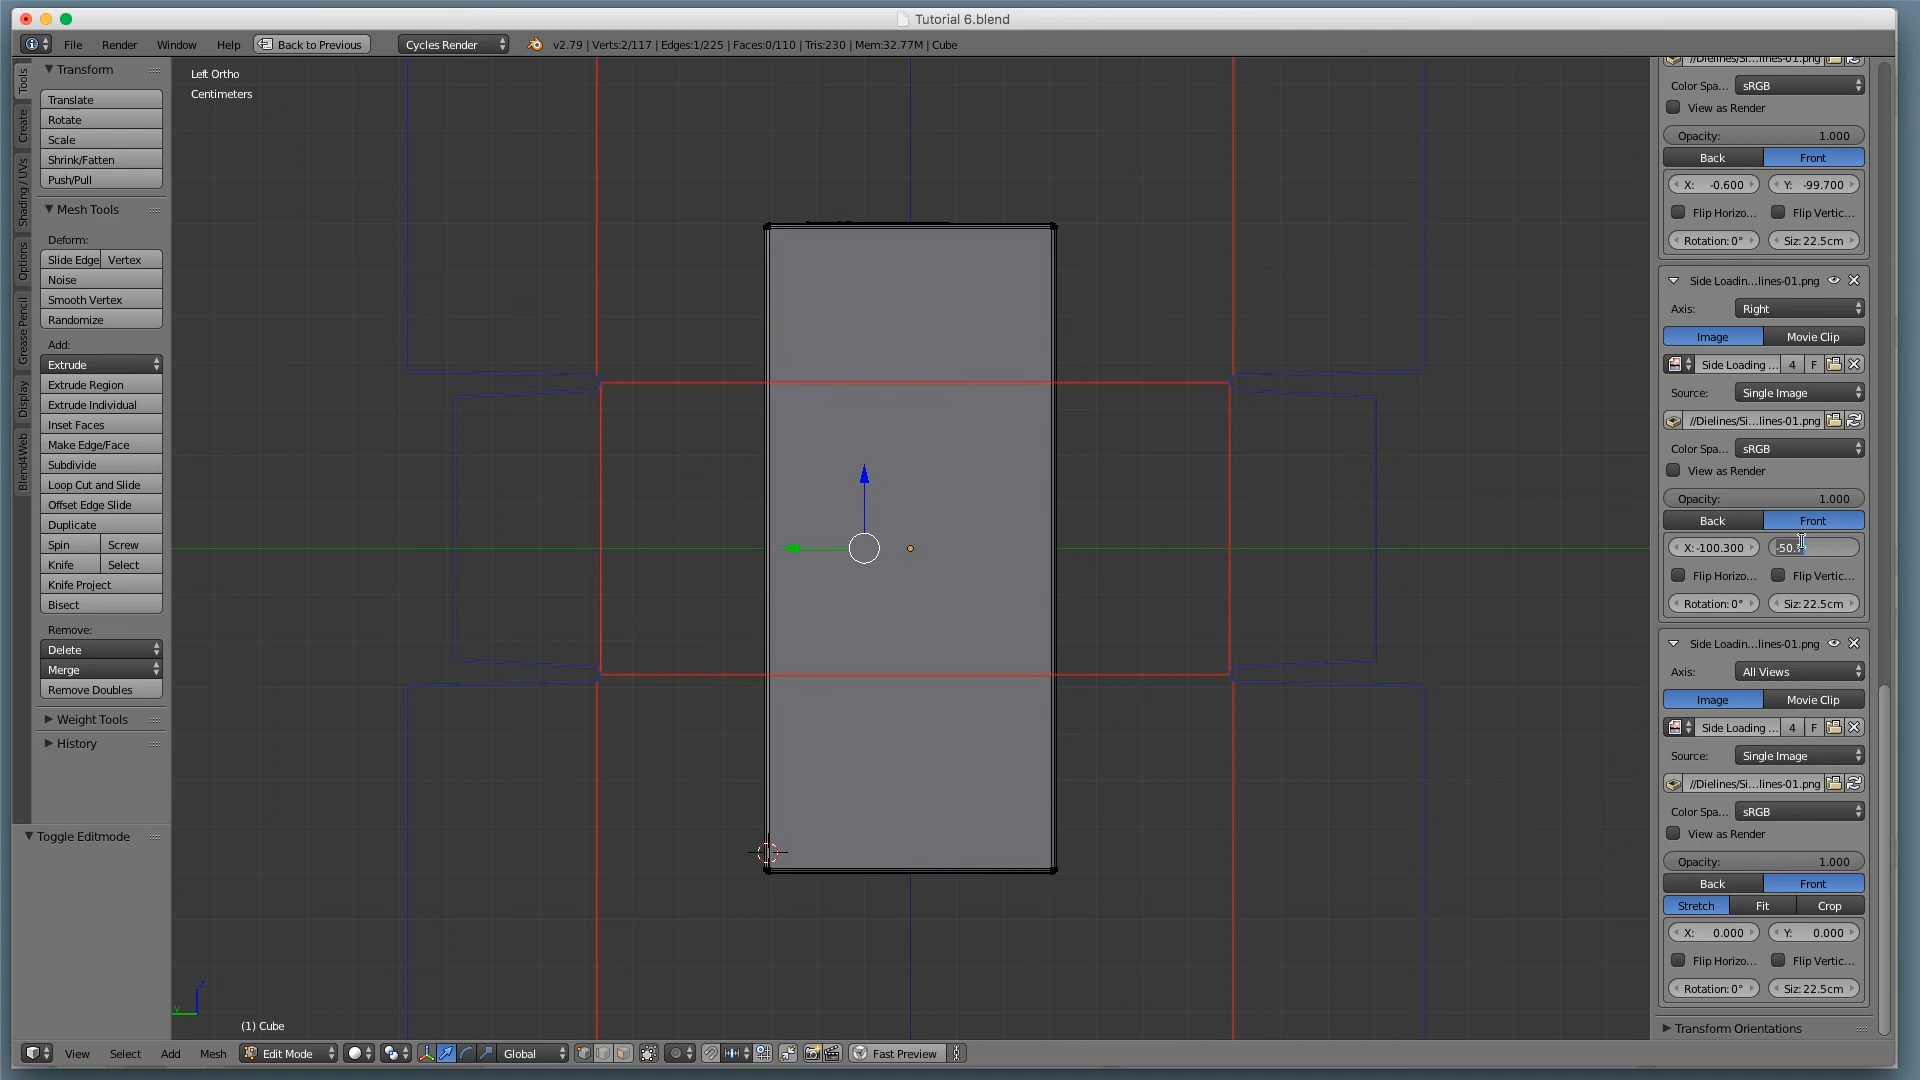 Tutorial 6.blend
File Render Window Help Back to Previous Cycles Render v2.79 | Verts:2/117 | Edges:1/225 | Faces:0/110 | Tris:230 | Mem:32.77M | Cube
Tools
Create
Shading / UVs
Options
Grease Pencil
Display
Blend4Web
Transform
Translate
Rotate
Scale
Shrink/Fatten
Push/Pull
Mesh Tools
Deform:
Slide Edge Vertex
Noise
Smooth Vertex
Randomize
Add:
Extrude
Extrude Region
Extrude Individual
Inset Faces
Make Edge/Face
Subdivide
Loop Cut and Slide
Offset Edge Slide
Duplicate
Spin Screw
Knife Select
Knife Project
Bisect
Remove:
Delete
Merge
Remove Doubles
Weight Tools
History
Toggle Editmode
Left Ortho
Centimeters
z
y
(1) Cube
//Dielines/Si...lines-01.png
Color Spa... sRGB
View as Render
Opacity: 1.000
Back Front
X: -0.600 Y: -99.700
Flip Horizo... Flip Vertic...
Rotation: 0° Siz: 22.5cm
Side Loadin...lines-01.png
Axis: Right
Image Movie Clip
Side Loading ... 4 F
Source: Single Image
//Dielines/Si...lines-01.png
Color Spa... sRGB
View as Render
Opacity: 1.000
Back Front
X: -100.300
Flip Horizo... Flip Vertic...
Rotation: 0° Siz: 22.5cm
Side Loadin...lines-01.png
Axis: All Views
Image Movie Clip
Side Loading ... 4 F
Source: Single Image
//Dielines/Si...lines-01.png
Color Spa... sRGB
View as Render
Opacity: 1.000
Back Front
Stretch Fit Crop
X: 0.000 Y: 0.000
Flip Horizo... Flip Vertic...
Rotation: 0° Siz: 22.5cm
Transform Orientations
View Select Add Mesh Edit Mode Global Fast Preview